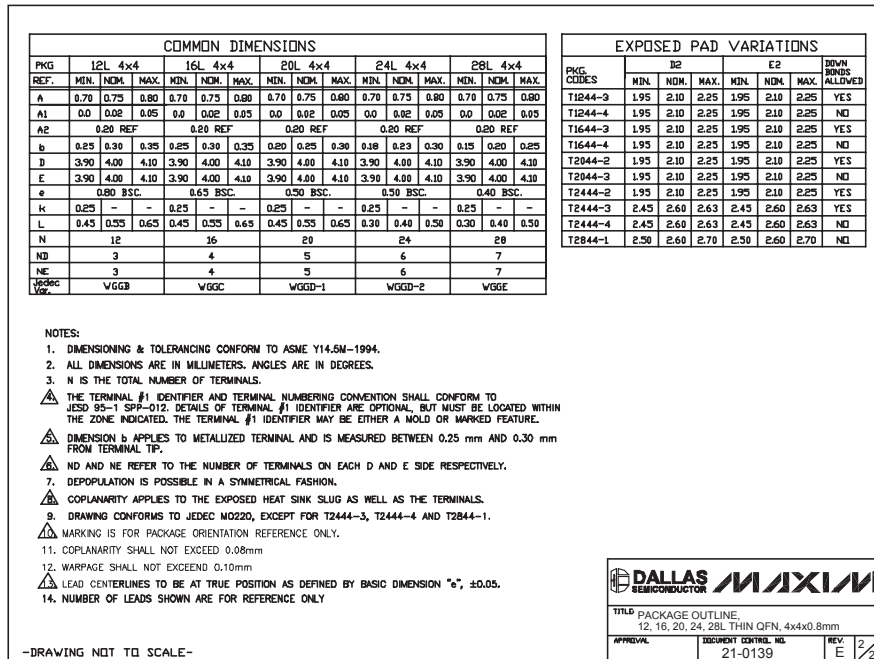 COMMON DIMENSIONS
PKG 12L 4x4 16L 4x4 20L 4x4 24L 4x4 28L 4x4
REF. MIN. NOM. MAX. MIN. NOM. MAX. MIN. NOM. MAX. MIN. NOM. MAX. MIN. NOM. MAX.
A 0.70 0.75 0.80 0.70 0.75 0.80 0.70 0.75 0.80 0.70 0.75 0.80 0.70 0.75 0.80
A1 0.0 0.02 0.05 0.0 0.02 0.05 0.0 0.02 0.05 0.0 0.02 0.05 0.0 0.02 0.05
A2 0.20 REF 0.20 REF 0.20 REF 0.20 REF 0.20 REF
b 0.25 0.30 0.35 0.25 0.30 0.35 0.20 0.25 0.30 0.18 0.23 0.30 0.15 0.20 0.25
D 3.90 4.00 4.10 3.90 4.00 4.10 3.90 4.00 4.10 3.90 4.00 4.10 3.90 4.00 4.10
E 3.90 4.00 4.10 3.90 4.00 4.10 3.90 4.00 4.10 3.90 4.00 4.10 3.90 4.00 4.10
e 0.80 BSC. 0.65 BSC. 0.50 BSC. 0.50 BSC. 0.40 BSC.
k 0.25 - - 0.25 - - 0.25 - - 0.25 - - 0.25 - -
L 0.45 0.55 0.65 0.45 0.55 0.65 0.45 0.55 0.65 0.30 0.40 0.50 0.30 0.40 0.50
N 12 16 20 24 28
ND 3 4 5 6 7
NE 3 4 5 6 7
Jedec Var. WGGB WGGC WGGD-1 WGGD-2 WGGE
EXPOSED PAD VARIATIONS
PKG. CODES D2 E2 DOWN BONDS ALLOWED
MIN. NOM. MAX. MIN. NOM. MAX.
T1244-3 1.95 2.10 2.25 1.95 2.10 2.25 YES
T1244-4 1.95 2.10 2.25 1.95 2.10 2.25 NO
T1644-3 1.95 2.10 2.25 1.95 2.10 2.25 YES
T1644-4 1.95 2.10 2.25 1.95 2.10 2.25 NO
T2044-2 1.95 2.10 2.25 1.95 2.10 2.25 YES
T2044-3 1.95 2.10 2.25 1.95 2.10 2.25 NO
T2444-2 1.95 2.10 2.25 1.95 2.10 2.25 YES
T2444-3 2.45 2.60 2.63 2.45 2.60 2.63 YES
T2444-4 2.45 2.60 2.63 2.45 2.60 2.63 NO
T2844-1 2.50 2.60 2.70 2.50 2.60 2.70 NO
NOTES:
1. DIMENSIONING & TOLERANCING CONFORM TO ASME Y14.5M-1994.
2. ALL DIMENSIONS ARE IN MILLIMETERS. ANGLES ARE IN DEGREES.
3. N IS THE TOTAL NUMBER OF TERMINALS.
4. THE TERMINAL #1 IDENTIFIER AND TERMINAL NUMBERING CONVENTION SHALL CONFORM TO
JESD 95-1 SPP-012. DETAILS OF TERMINAL #1 IDENTIFIER ARE OPTIONAL, BUT MUST BE LOCATED WITHIN
THE ZONE INDICATED. THE TERMINAL #1 IDENTIFIER MAY BE EITHER A MOLD OR MARKED FEATURE.
5. DIMENSION b APPLIES TO METALLIZED TERMINAL AND IS MEASURED BETWEEN 0.25 mm AND 0.30 mm
FROM TERMINAL TIP.
6. ND AND NE REFER TO THE NUMBER OF TERMINALS ON EACH D AND E SIDE RESPECTIVELY.
7. DEPOPULATION IS POSSIBLE IN A SYMMETRICAL FASHION.
8. COPLANARITY APPLIES TO THE EXPOSED HEAT SINK SLUG AS WELL AS THE TERMINALS.
9. DRAWING CONFORMS TO JEDEC MO220, EXCEPT FOR T2444-3, T2444-4 AND T2844-1.
10. MARKING IS FOR PACKAGE ORIENTATION REFERENCE ONLY.
11. COPLANARITY SHALL NOT EXCEED 0.08mm
12. WARPAGE SHALL NOT EXCEEND 0.10mm
13. LEAD CENTERLINES TO BE AT TRUE POSITION AS DEFINED BY BASIC DIMENSION "e", ±0.05.
14. NUMBER OF LEADS SHOWN ARE FOR REFERENCE ONLY
-DRAWING NOT TO SCALE-
DALLAS SEMICONDUCTOR MAXIM
TITLE: PACKAGE OUTLINE,
12, 16, 20, 24, 28L THIN QFN, 4x4x0.8mm
APPROVAL DOCUMENT CONTROL NO. REV.
21-0139 E 2/2